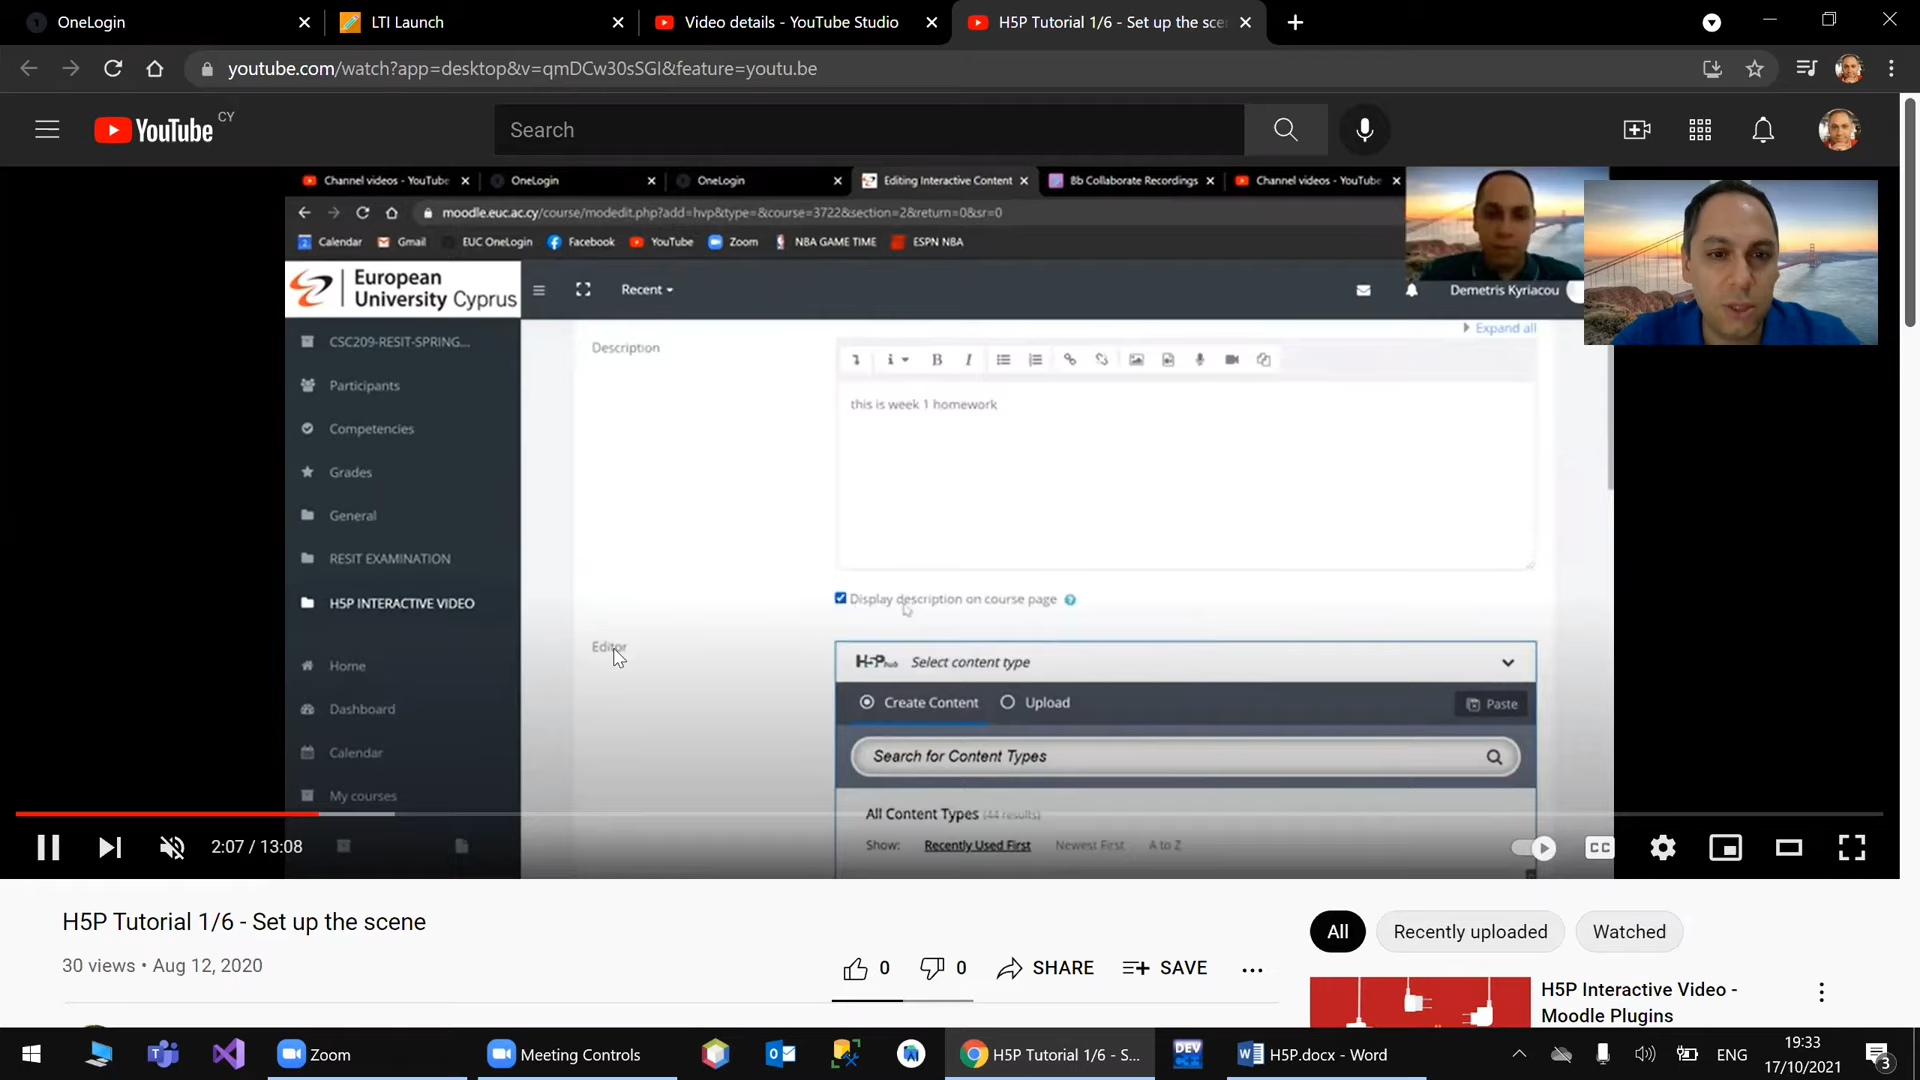 OneLogin
LTI Launch
Video details - YouTube Studio
H5P Tutorial 1/6 - Set up the sce
youtube.com/watch?app=desktop&v=qmDCw30sSGI&feature=youtu.be
YouTube CY
Search
Channel videos - YouTube
OneLogin
OneLogin
Editing Interactive Content
Bb Collaborate Recordings
Channel videos - YouTube
moodle.euc.ac.cy/course/modedit.php?add=hvp&type=&course=3722&section=2&return=0&sr=0
Calendar
Gmail
EUC OneLogin
Facebook
YouTube
Zoom
NBA GAME TIME
ESPN NBA
European
University Cyprus
Recent
Demetris Kyriacou
CSC209-RESIT-SPRING...
Participants
Competencies
Grades
General
RESIT EXAMINATION
H5P INTERACTIVE VIDEO
Home
Dashboard
Calendar
My courses
Expand all
Description
this is week 1 homework
Display description on course page
Editor
H5P hub Select content type
Create Content
Upload
Paste
Search for Content Types
All Content Types (44 results)
Show: Recently Used First Newest First A to Z
2:07 / 13:08
CC
H5P Tutorial 1/6 - Set up the scene
30 views • Aug 12, 2020
0
0
SHARE
SAVE
All
Recently uploaded
Watched
H5P Interactive Video -
Moodle Plugins
Zoom
Meeting Controls
H5P Tutorial 1/6 - S...
DEV
H5P.docx - Word
ENG
19:33
17/10/2021
3